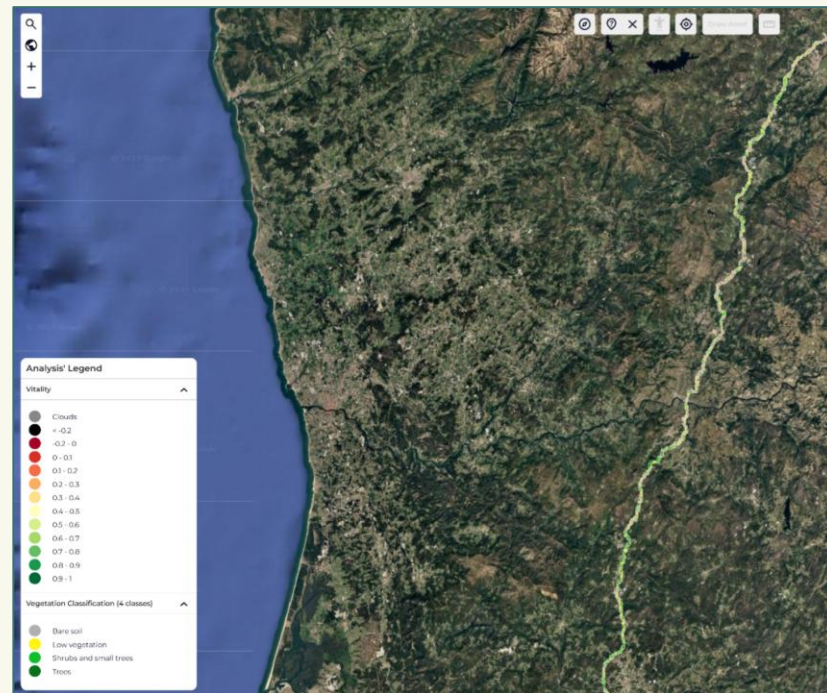 Analysis' Legend
Vitality
Clouds
< -0.2
-0.2 - 0
0 - 0.1
0.1 - 0.2
0.2 - 0.3
0.3 - 0.4
0.4 - 0.5
0.5 - 0.6
0.6 - 0.7
0.7 - 0.8
0.8 - 0.9
0.9 - 1
Vegetation Classification (4 classes)
Bare soil
Low vegetation
Shrubs and small trees
Trees